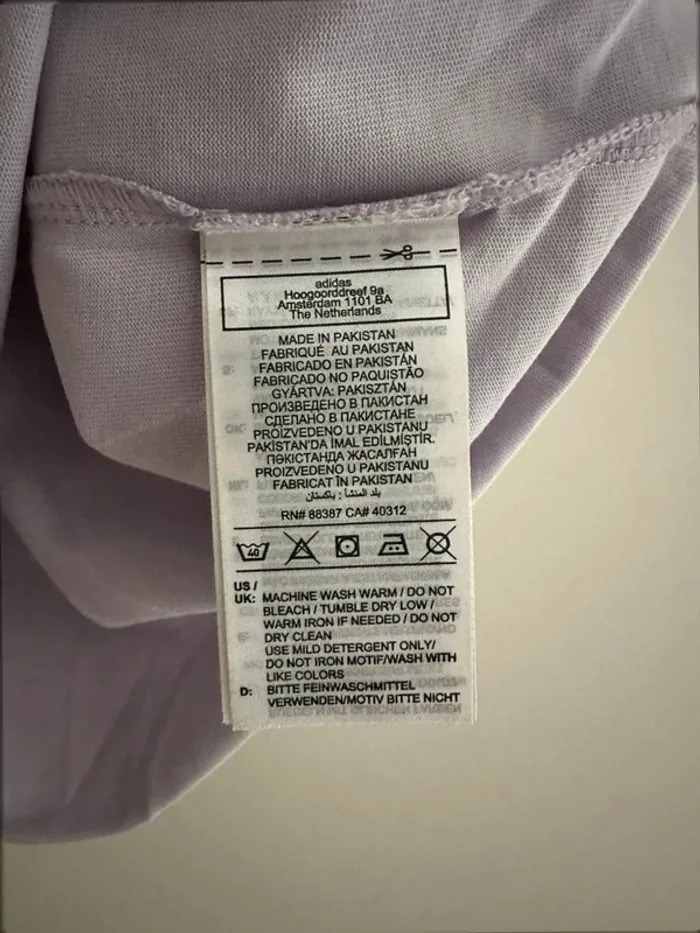 adidas
Hoogoorddreef 9a
Amsterdam 1101 BA
The Netherlands
MADE IN PAKISTAN
FABRIQUÉ AU PAKISTAN
FABRICADO EN PAKISTÁN
FABRICADO NO PAQUISTÃO
GYÁRTVA: PAKISZTÁN
ПРОИЗВЕДЕНО В ПАКИСТАН
СДЕЛАНО В ПАКИСТАНЕ
PROIZVEDENO U PAKISTANU
PAKİSTAN'DA İMAL EDİLMİŞTİR.
ПӘКІСТАНДА ЖАСАЛҒАН
PROIZVEDENO U PAKISTANU
FABRICAT ÎN PAKISTAN
بلد المنشأ : باكستان
RN# 88387 CA# 40312
40
US /
UK: MACHINE WASH WARM / DO NOT
BLEACH / TUMBLE DRY LOW /
WARM IRON IF NEEDED / DO NOT
DRY CLEAN
USE MILD DETERGENT ONLY/
DO NOT IRON MOTIF/WASH WITH
LIKE COLORS
D: BITTE FEINWASCHMITTEL
VERWENDEN/MOTIV BITTE NICHT